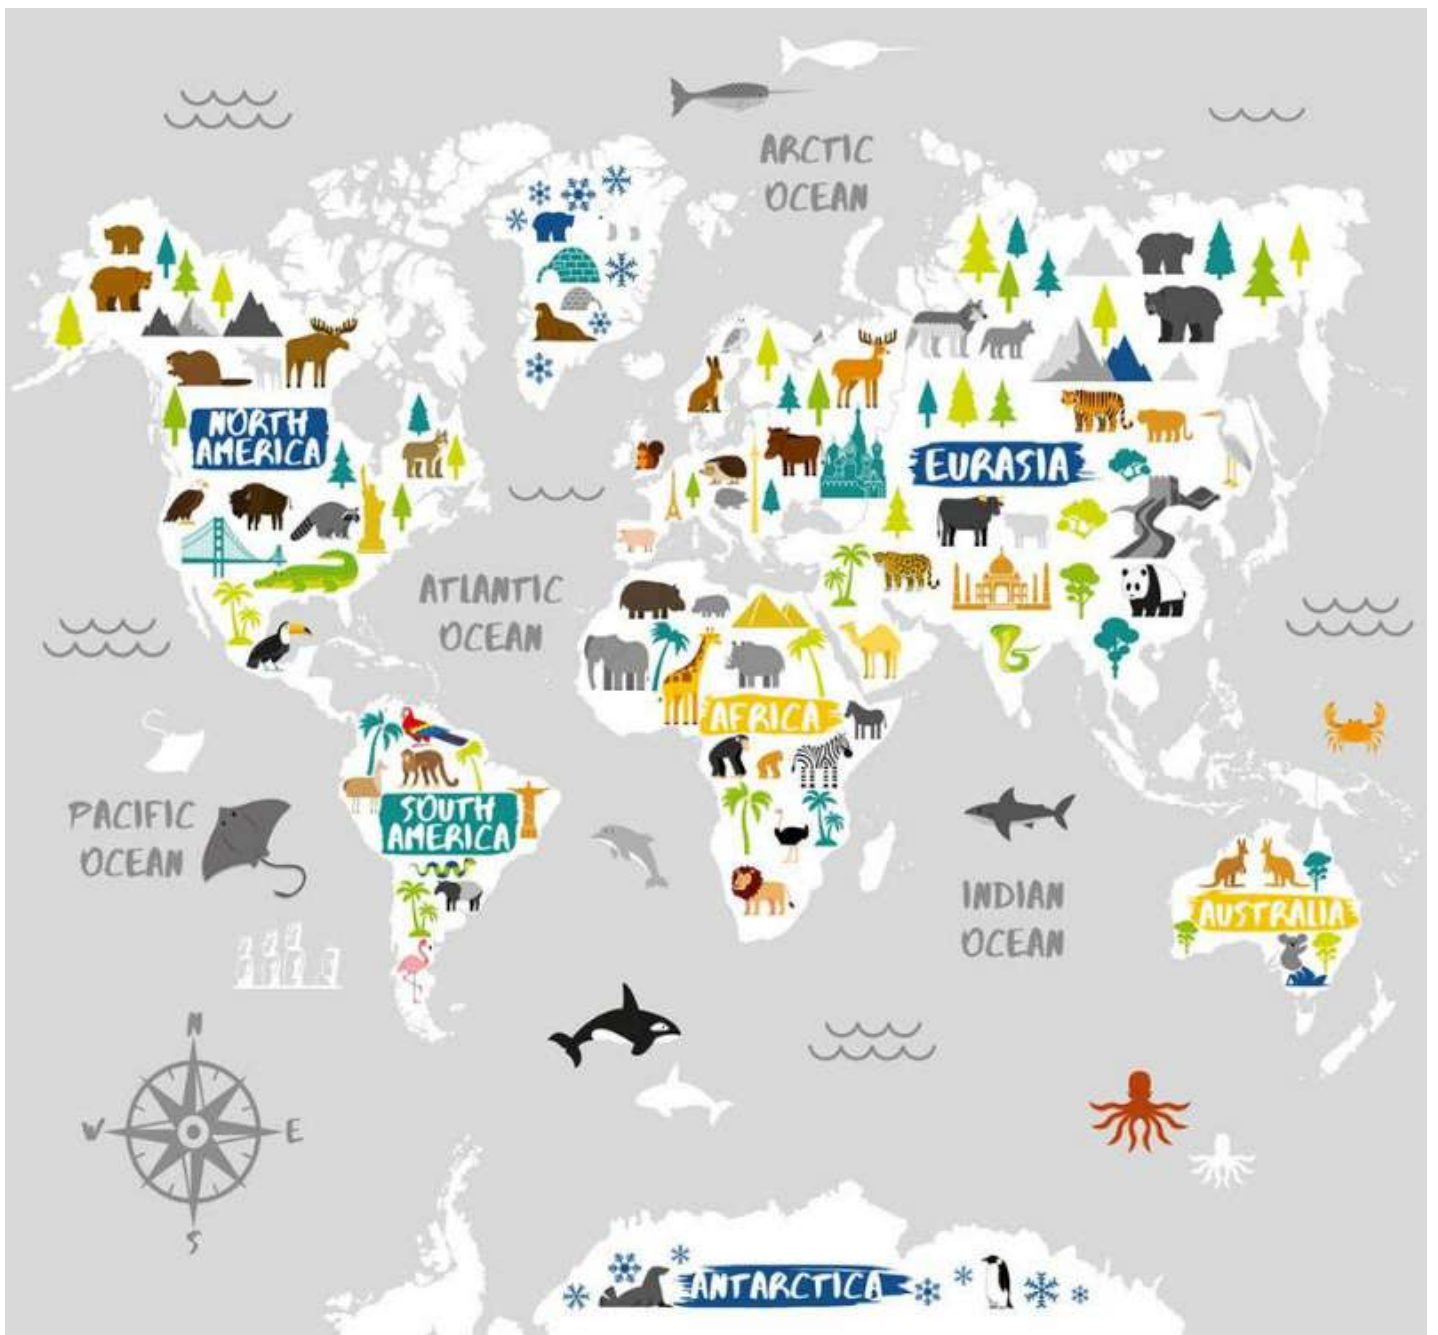 ARCTIC
OCEAN
NORTH
AMERICA
EURASIA
ATLANTIC
OCEAN
AFRICA
PACIFIC
OCEAN
SOUTH
AMERICA
INDIAN
OCEAN
AUSTRALIA
N
W
E
S
ANTARCTICA